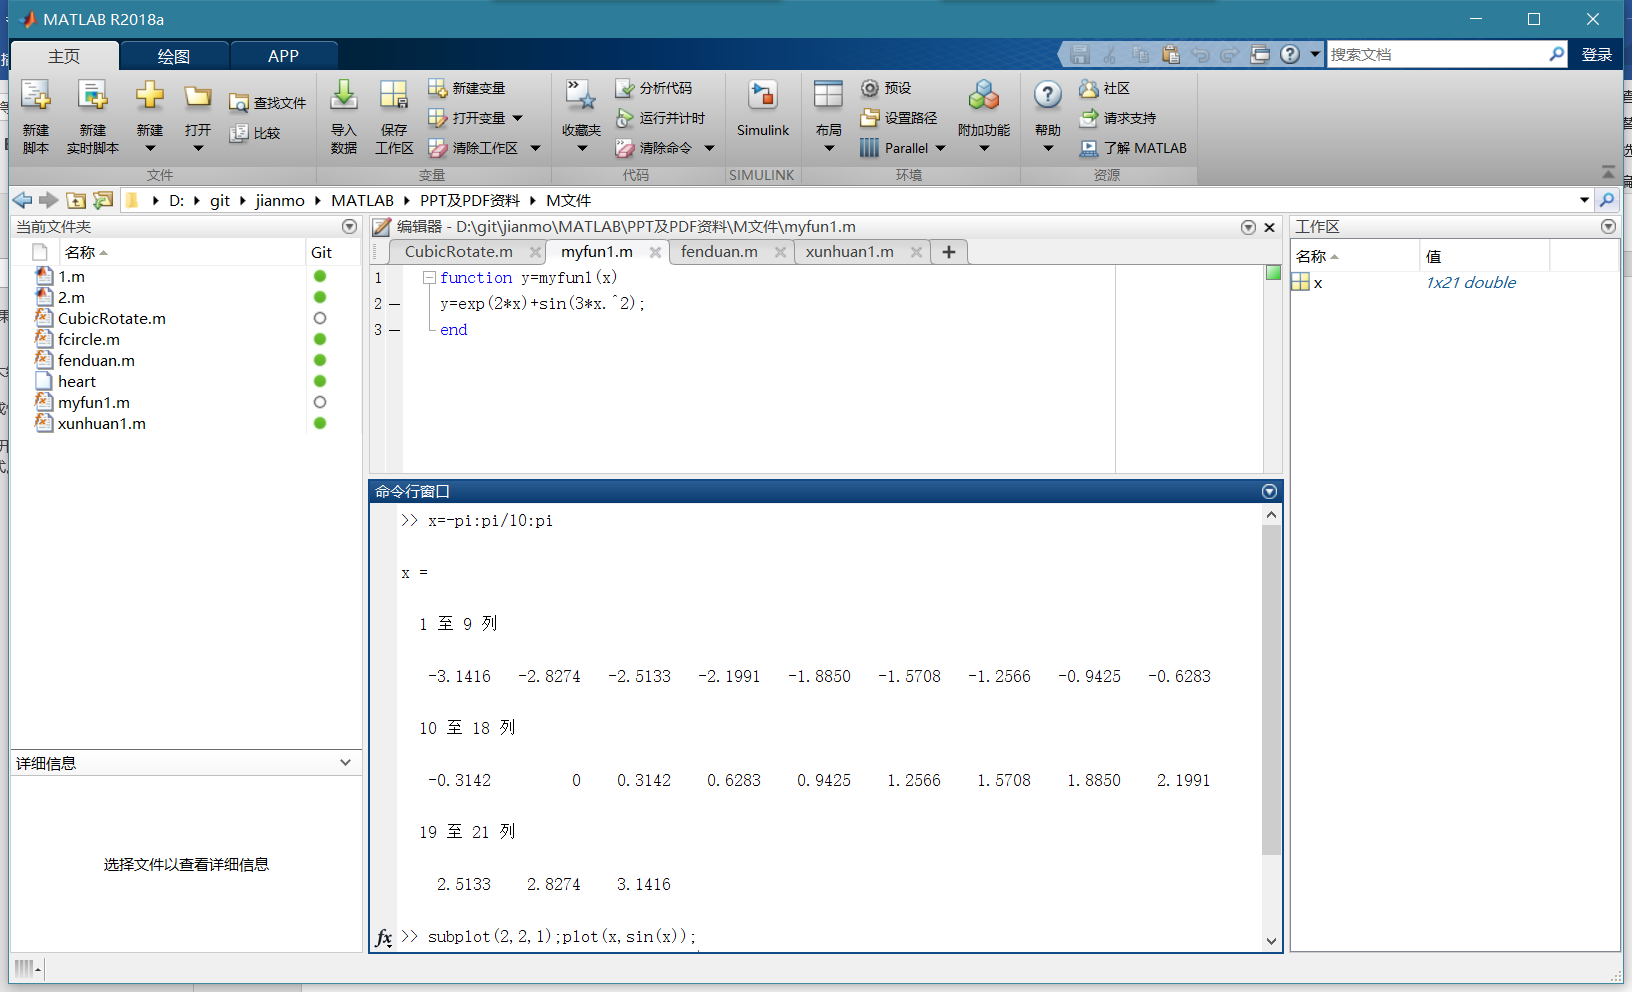 MATLAB R2018a
主页
绘图
APP
搜索文档
登录
新建
脚本
新建
实时脚本
新建
打开
查找文件
比较
文件
导入
数据
保存
工作区
新建变量
打开变量
清除工作区
变量
收藏夹
分析代码
运行并计时
清除命令
代码
Simulink
SIMULINK
布局
预设
设置路径
Parallel
附加功能
环境
帮助
社区
请求支持
了解 MATLAB
资源
D: git jianmo MATLAB PPT及PDF资料 M文件
当前文件夹
名称 Git
1.m
2.m
CubicRotate.m
fcircle.m
fenduan.m
heart
myfun1.m
xunhuan1.m
详细信息
选择文件以查看详细信息
编辑器 - D:\git\jianmo\MATLAB\PPT及PDF资料\M文件\myfun1.m
CubicRotate.m myfun1.m fenduan.m xunhuan1.m
1 function y=myfun1(x)
2 y=exp(2*x)+sin(3*x.^2);
3 end
命令行窗口
>> x=-pi:pi/10:pi
x =
1 至 9 列
-3.1416 -2.8274 -2.5133 -2.1991 -1.8850 -1.5708 -1.2566 -0.9425 -0.6283
10 至 18 列
-0.3142 0 0.3142 0.6283 0.9425 1.2566 1.5708 1.8850 2.1991
19 至 21 列
2.5133 2.8274 3.1416
fx >> subplot(2,2,1);plot(x,sin(x));
工作区
名称 值
x 1x21 double